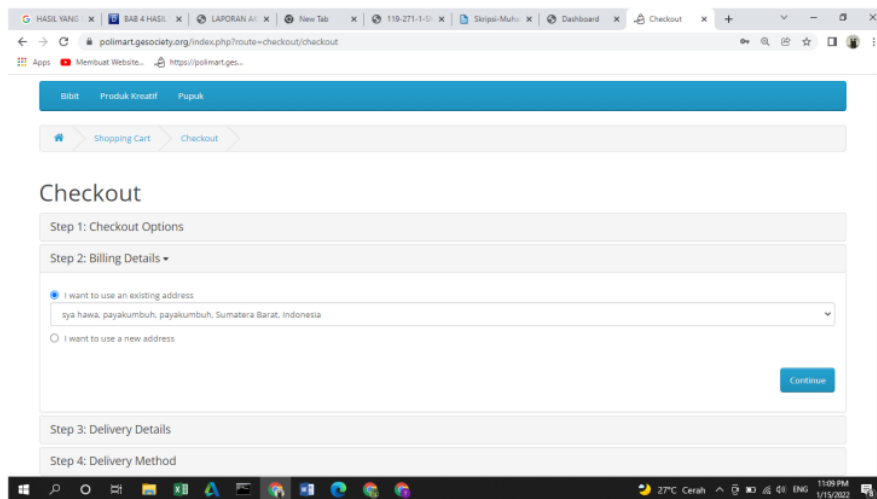 HASIL YANG
BAB 4 HASIL
LAPORAN AK
New Tab
119-271-1-S
Skripsi-Muha
Dashboard
Checkout
polimart.gesociety.org/index.php?route=checkout/checkout
Apps
Membuat Website...
https://polimart.ges...
Bibit
Produk Kreatif
Pupuk
Shopping Cart
Checkout
Checkout
Step 1: Checkout Options
Step 2: Billing Details
I want to use an existing address
sya hawa, payakumbuh, payakumbuh, Sumatera Barat, Indonesia
I want to use a new address
Continue
Step 3: Delivery Details
Step 4: Delivery Method
27°C Cerah
ENG
11:09 PM
1/15/2022